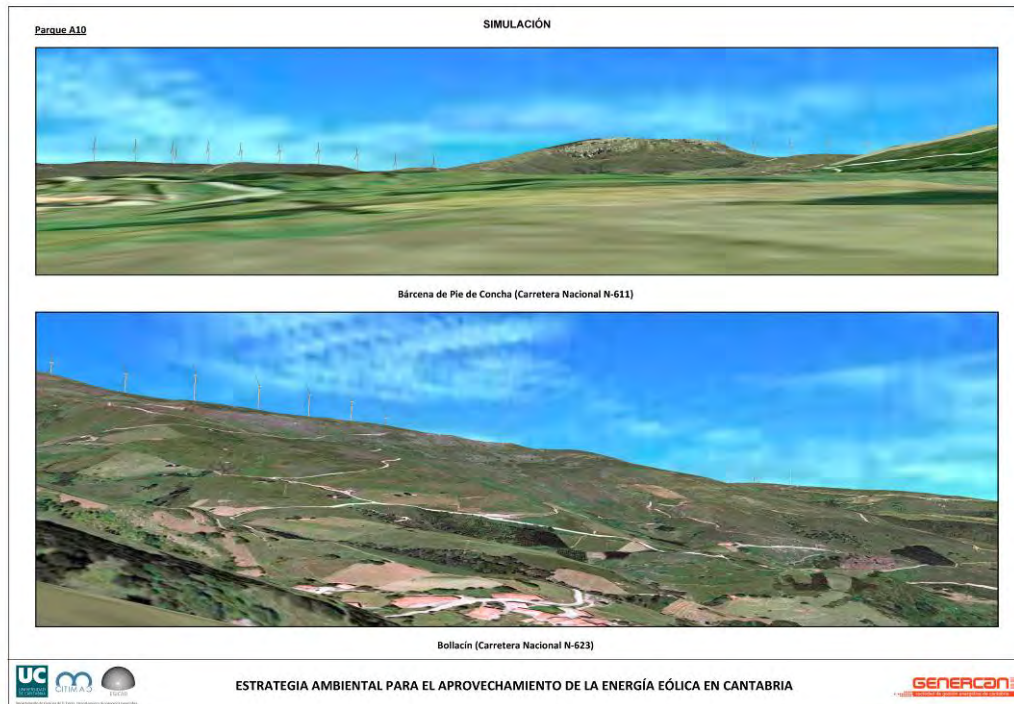 SIMULACIÓN
Parque A10
Bárcena de Pie de Concha (Carretera Nacional N-611)
Bollacín (Carretera Nacional N-623)
UC
CITIMAC
ESTRATEGIA AMBIENTAL PARA EL APROVECHAMIENTO DE LA ENERGÍA EÓLICA EN CANTABRIA
GENERCAN